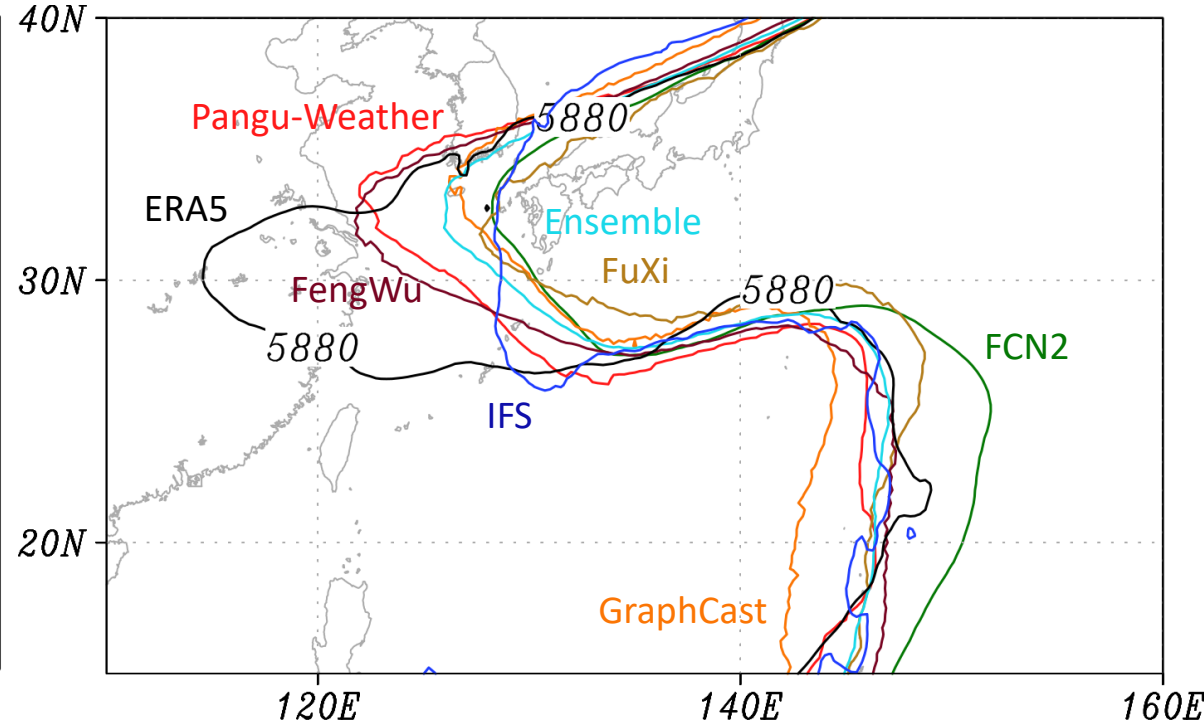 40N
Pangu-Weather
5880
ERA5
Ensemble
FuXi
30N
FengWu
5880
5880
FCN2
IFS
20N
GraphCast
120E
140E
160E